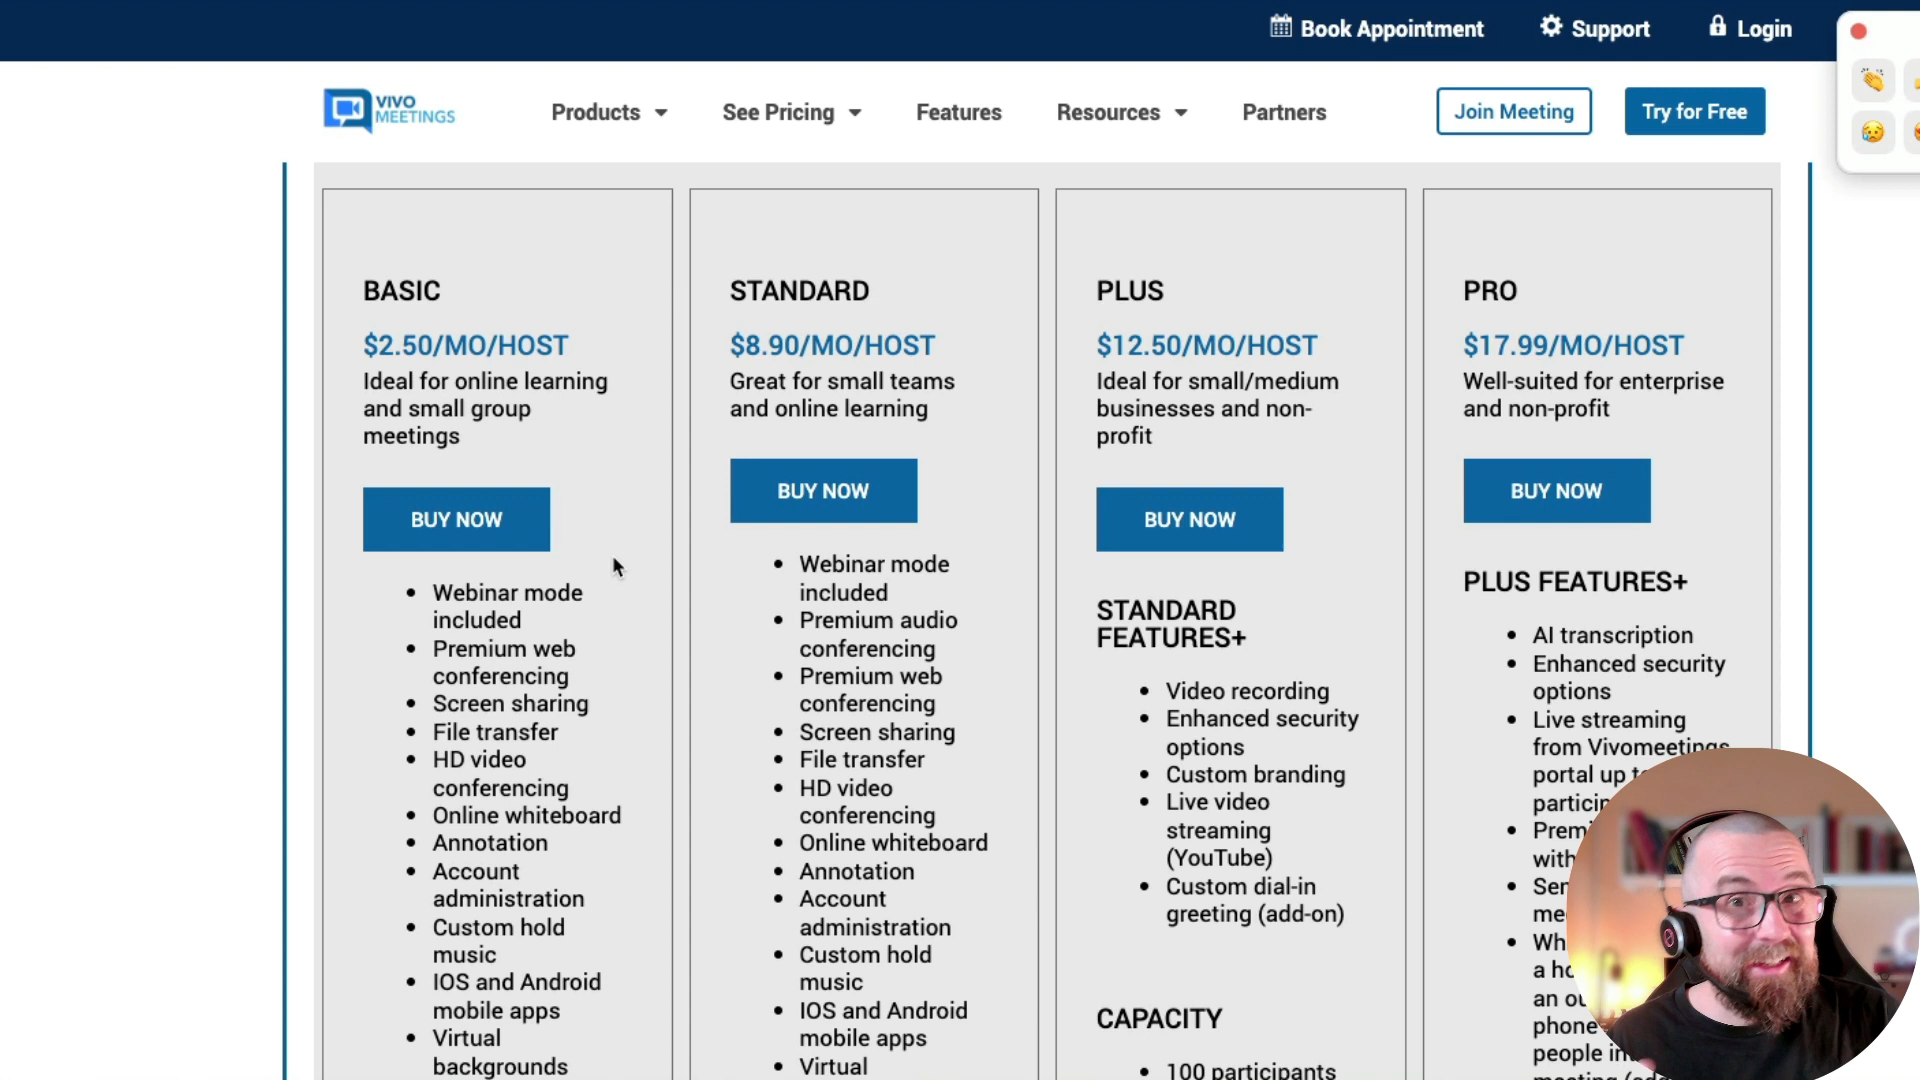 Book Appointment
Support
Login
VIVO
MEETINGS
Products
See Pricing
Features
Resources
Partners
Join Meeting
Try for Free
BASIC
$2.50/MO/HOST
Ideal for online learning
and small group
meetings
BUY NOW
Webinar mode
included
Premium web
conferencing
Screen sharing
File transfer
HD video
conferencing
Online whiteboard
Annotation
Account
administration
Custom hold
music
IOS and Android
mobile apps
Virtual
backgrounds
STANDARD
$8.90/MO/HOST
Great for small teams
and online learning
BUY NOW
Webinar mode
included
Premium audio
conferencing
Premium web
conferencing
Screen sharing
File transfer
HD video
conferencing
Online whiteboard
Annotation
Account
administration
Custom hold
music
IOS and Android
mobile apps
Virtual
PLUS
$12.50/MO/HOST
Ideal for small/medium
businesses and non-
profit
BUY NOW
STANDARD
FEATURES+
Video recording
Enhanced security
options
Custom branding
Live video
streaming
(YouTube)
Custom dial-in
greeting (add-on)
CAPACITY
100 participants
PRO
$17.99/MO/HOST
Well-suited for enterprise
and non-profit
BUY NOW
PLUS FEATURES+
AI transcription
Enhanced security
options
Live streaming
from Vivomeetings
portal up
with
a
an
phone
people